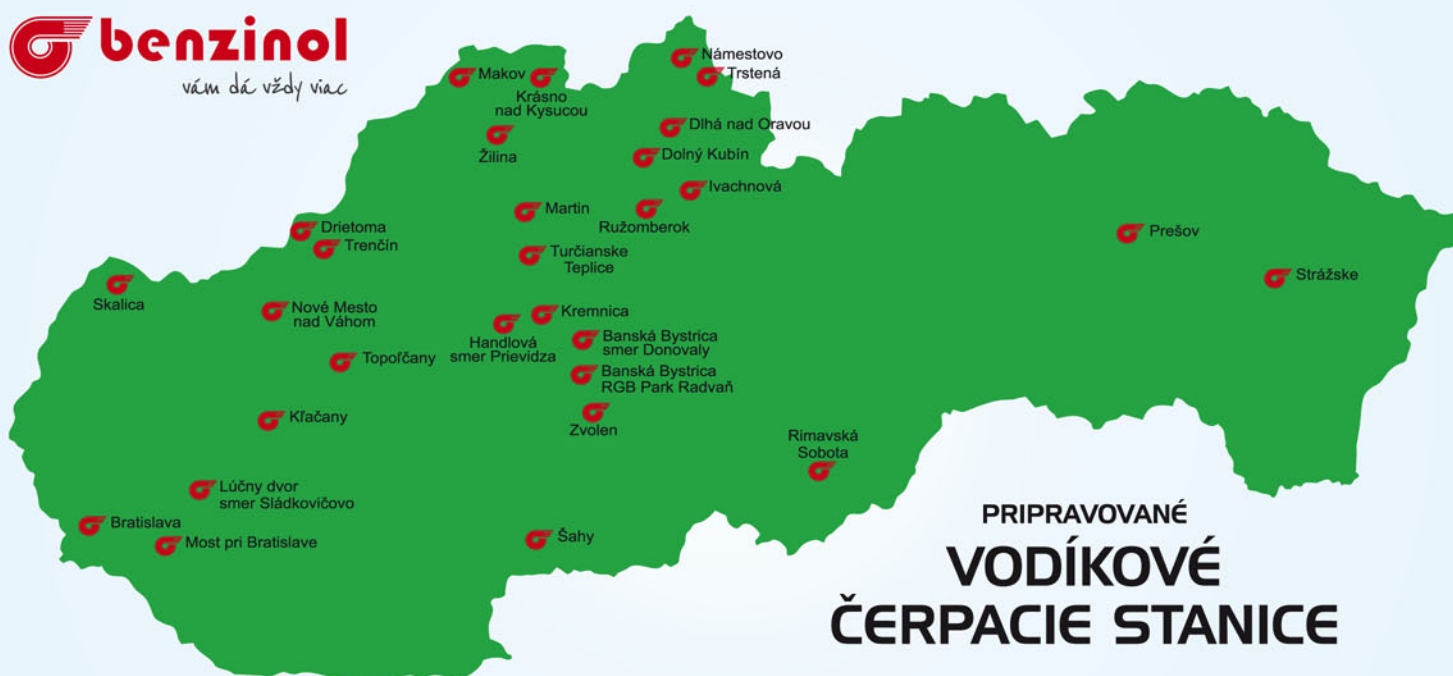 benzinol
vám dá vždy viac
Námestovo
Trstená
Makov
Krásno
nad Kysucou
Dlhá nad Oravou
Žilina
Dolný Kubín
Ivachnová
Martin
Ružomberok
Drietoma
Trenčín
Prešov
Turčianske
Teplice
Strážske
Skalica
Nové Mesto
nad Váhom
Kremnica
Handlová
smer Prievidza
Banská Bystrica
smer Donovaly
Topoľčany
Banská Bystrica
RGB Park Radvaň
Kľačany
Zvolen
Rimavská
Sobota
Lúčny dvor
smer Sládkovičovo
Bratislava
Most pri Bratislave
Šahy
PRIPRAVOVANÉ
VODÍKOVÉ
ČERPACIE STANICE